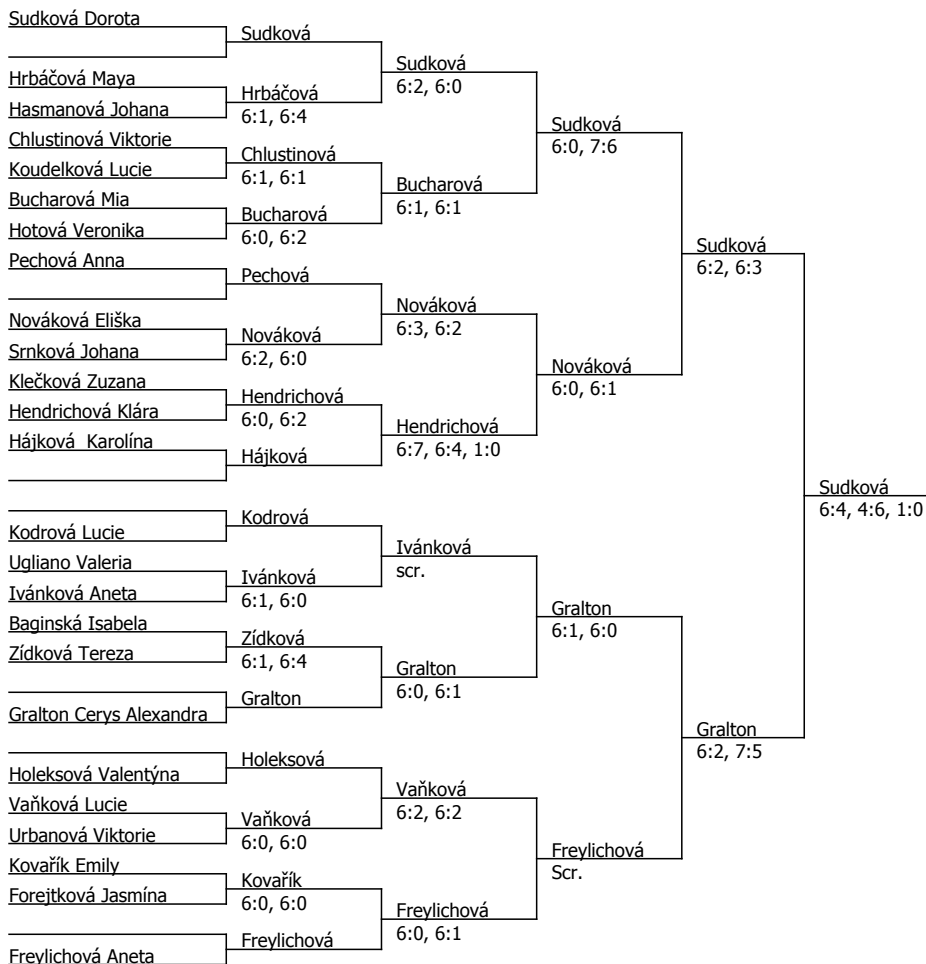 Sudková Dorota
Hrbáčová Maya
Hasmanová Johana
Chlustinová Viktorie
Koudelková Lucie
Bucharová Mia
Hotová Veronika
Pechová Anna
Nováková Eliška
Srnková Johana
Klečková Zuzana
Hendrichová Klára
Hájková  Karolína
Kodrová Lucie
Ugliano Valeria
Ivánková Aneta
Baginská Isabela
Zídková Tereza
Gralton Cerys Alexandra
Holeksová Valentýna
Vaňková Lucie
Urbanová Viktorie
Kovařík Emily
Forejtková Jasmína
Freylichová Aneta
Sudková
Hrbáčová
6:1, 6:4
Chlustinová
6:1, 6:1
Bucharová
6:0, 6:2
Pechová
Nováková
6:2, 6:0
Hendrichová
6:0, 6:2
Hájková
Kodrová
Ivánková
6:1, 6:0
Zídková
6:1, 6:4
Gralton
Holeksová
Vaňková
6:0, 6:0
Kovařík
6:0, 6:0
Freylichová
Sudková
6:2, 6:0
Bucharová
6:1, 6:1
Nováková
6:3, 6:2
Hendrichová
6:7, 6:4, 1:0
Ivánková
scr.
Gralton
6:0, 6:1
Vaňková
6:2, 6:2
Freylichová
6:0, 6:1
Sudková
6:0, 7:6
Nováková
6:0, 6:1
Gralton
6:1, 6:0
Freylichová
Scr.
Sudková
6:2, 6:3
Gralton
6:2, 7:5
Sudková
6:4, 4:6, 1:0